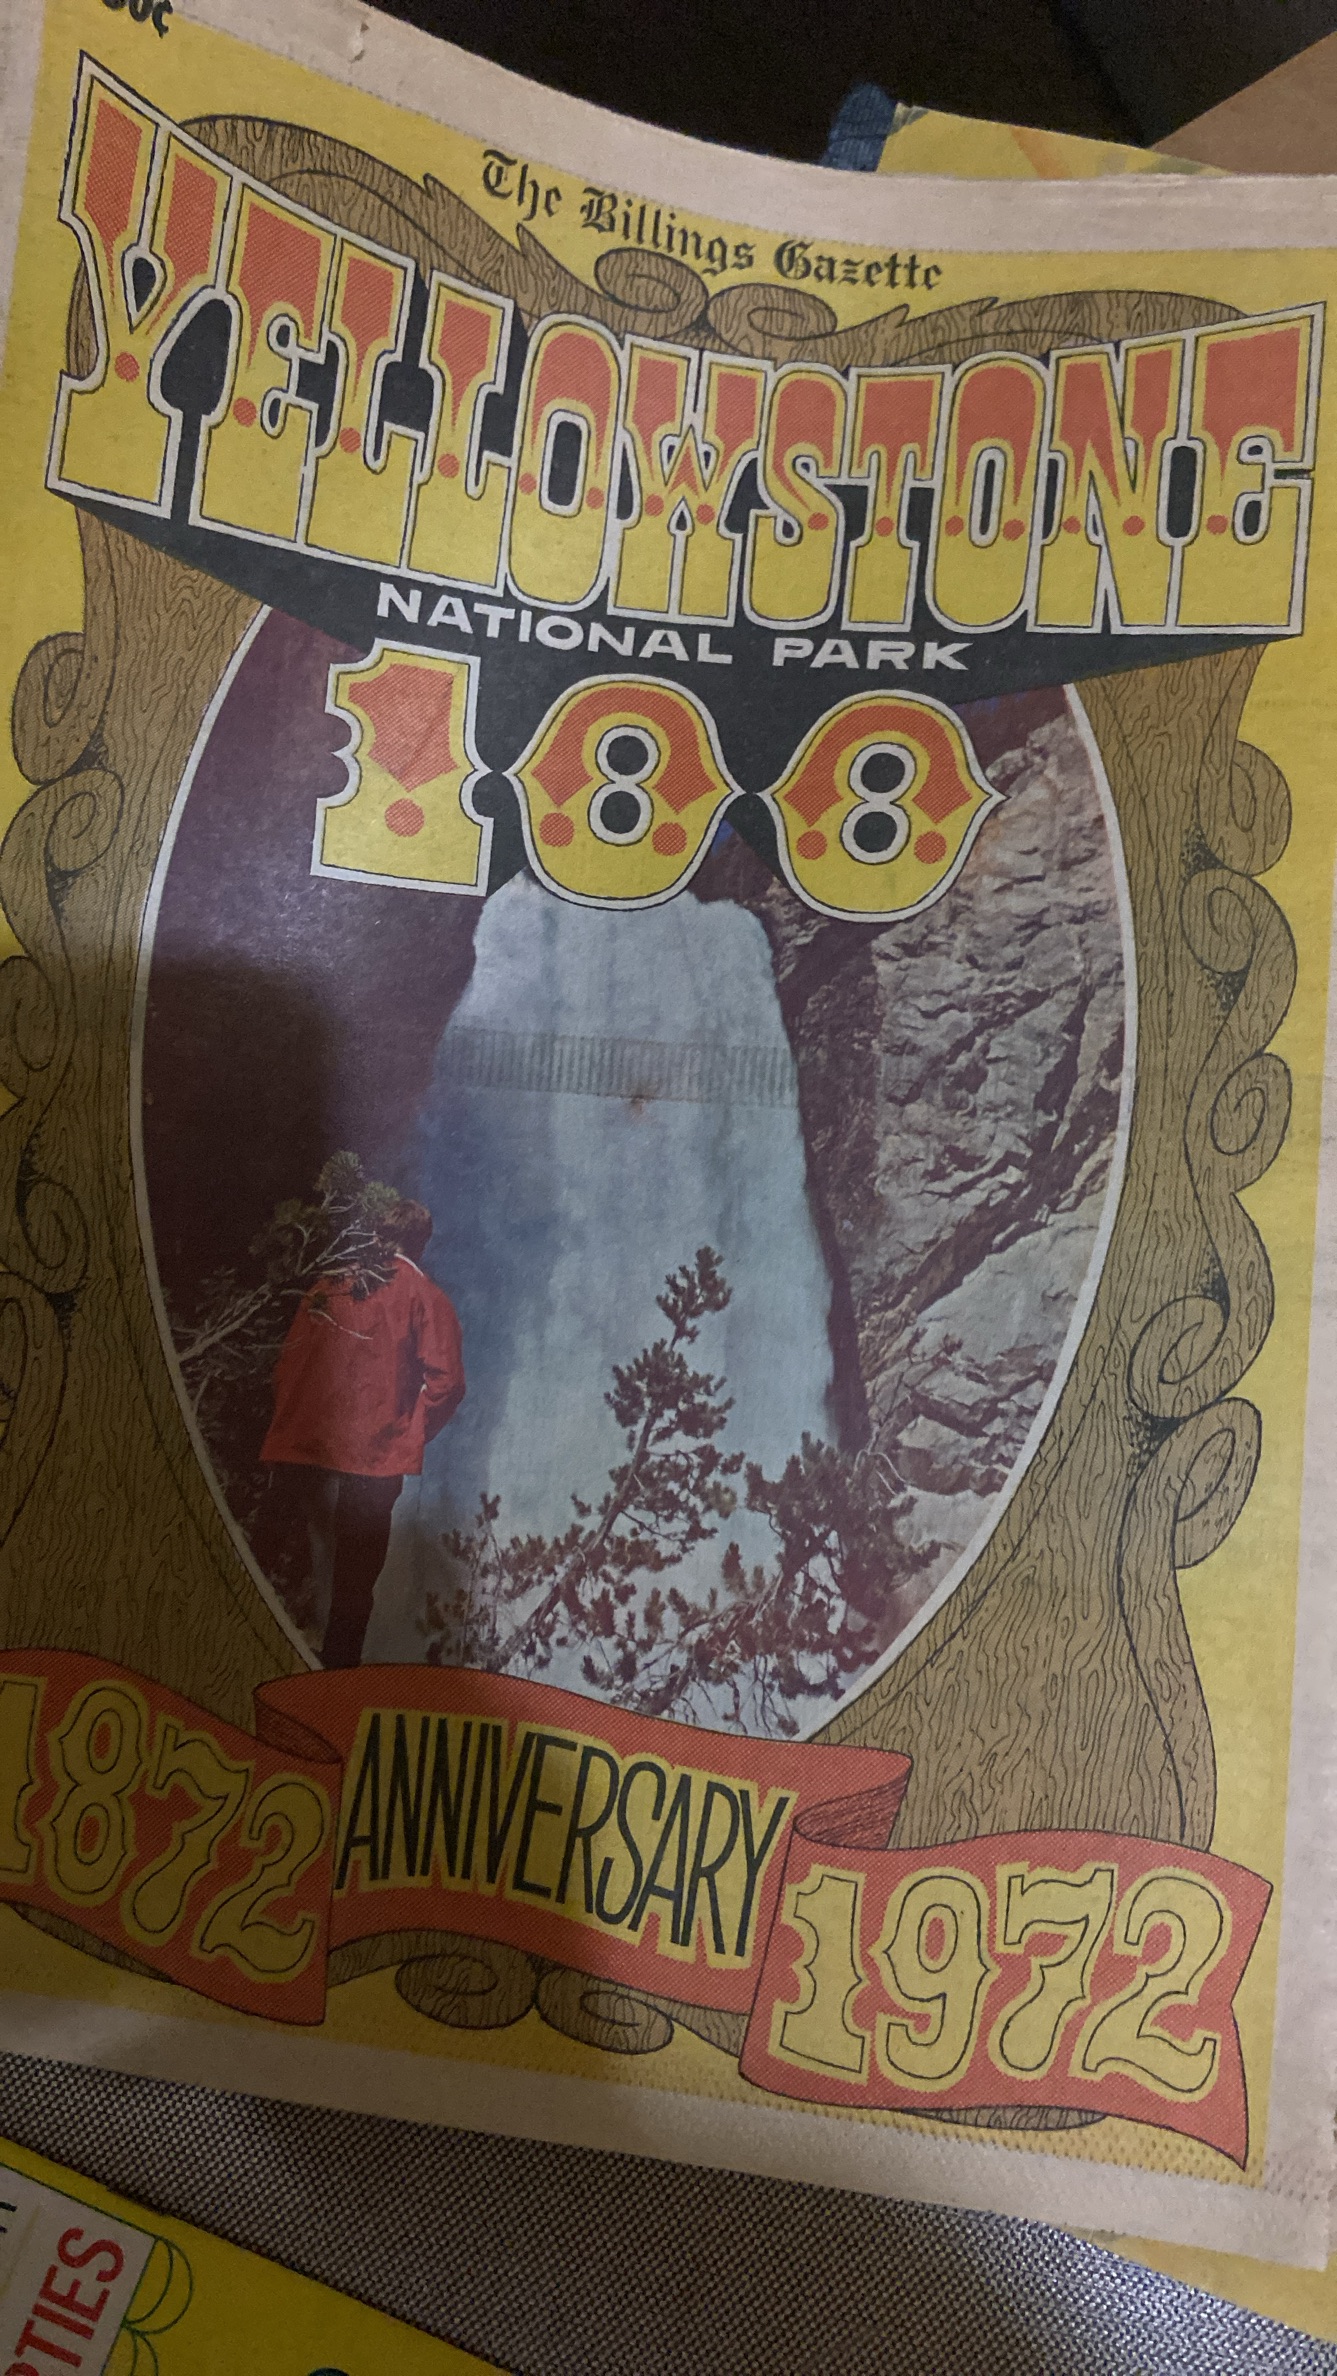 The Billings Gazette
YELLOWSTONE
NATIONAL PARK
100
1872 ANNIVERSARY 1972